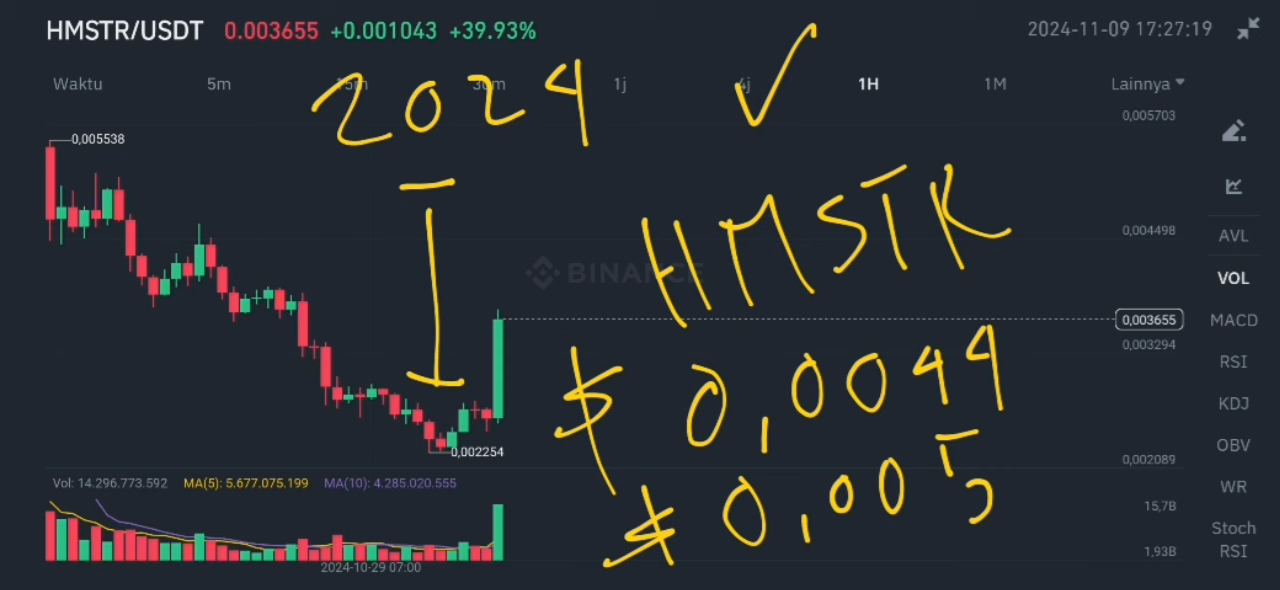 HMSTR/USDT 0.003655 +0.001043 +39.93% 2024-11-09 17:27:19
Waktu 5m 15m 30m 1j 4j 1H 1M Lainnya
2024
0,005703
0,005538
AVL
0,004498
HMSTR
BINANCE
VOL
0,003655
MACD
0,003294
RSI
$ 0,0044
KDJ
OBV
0,002254
0,002089
Vol: 14.296.773.592 MA(5): 5.677.075.199 MA(10): 4.285.020.555
WR
$ 0,005
15,7B
Stoch
RSI
1,93B
2024-10-29 07:00